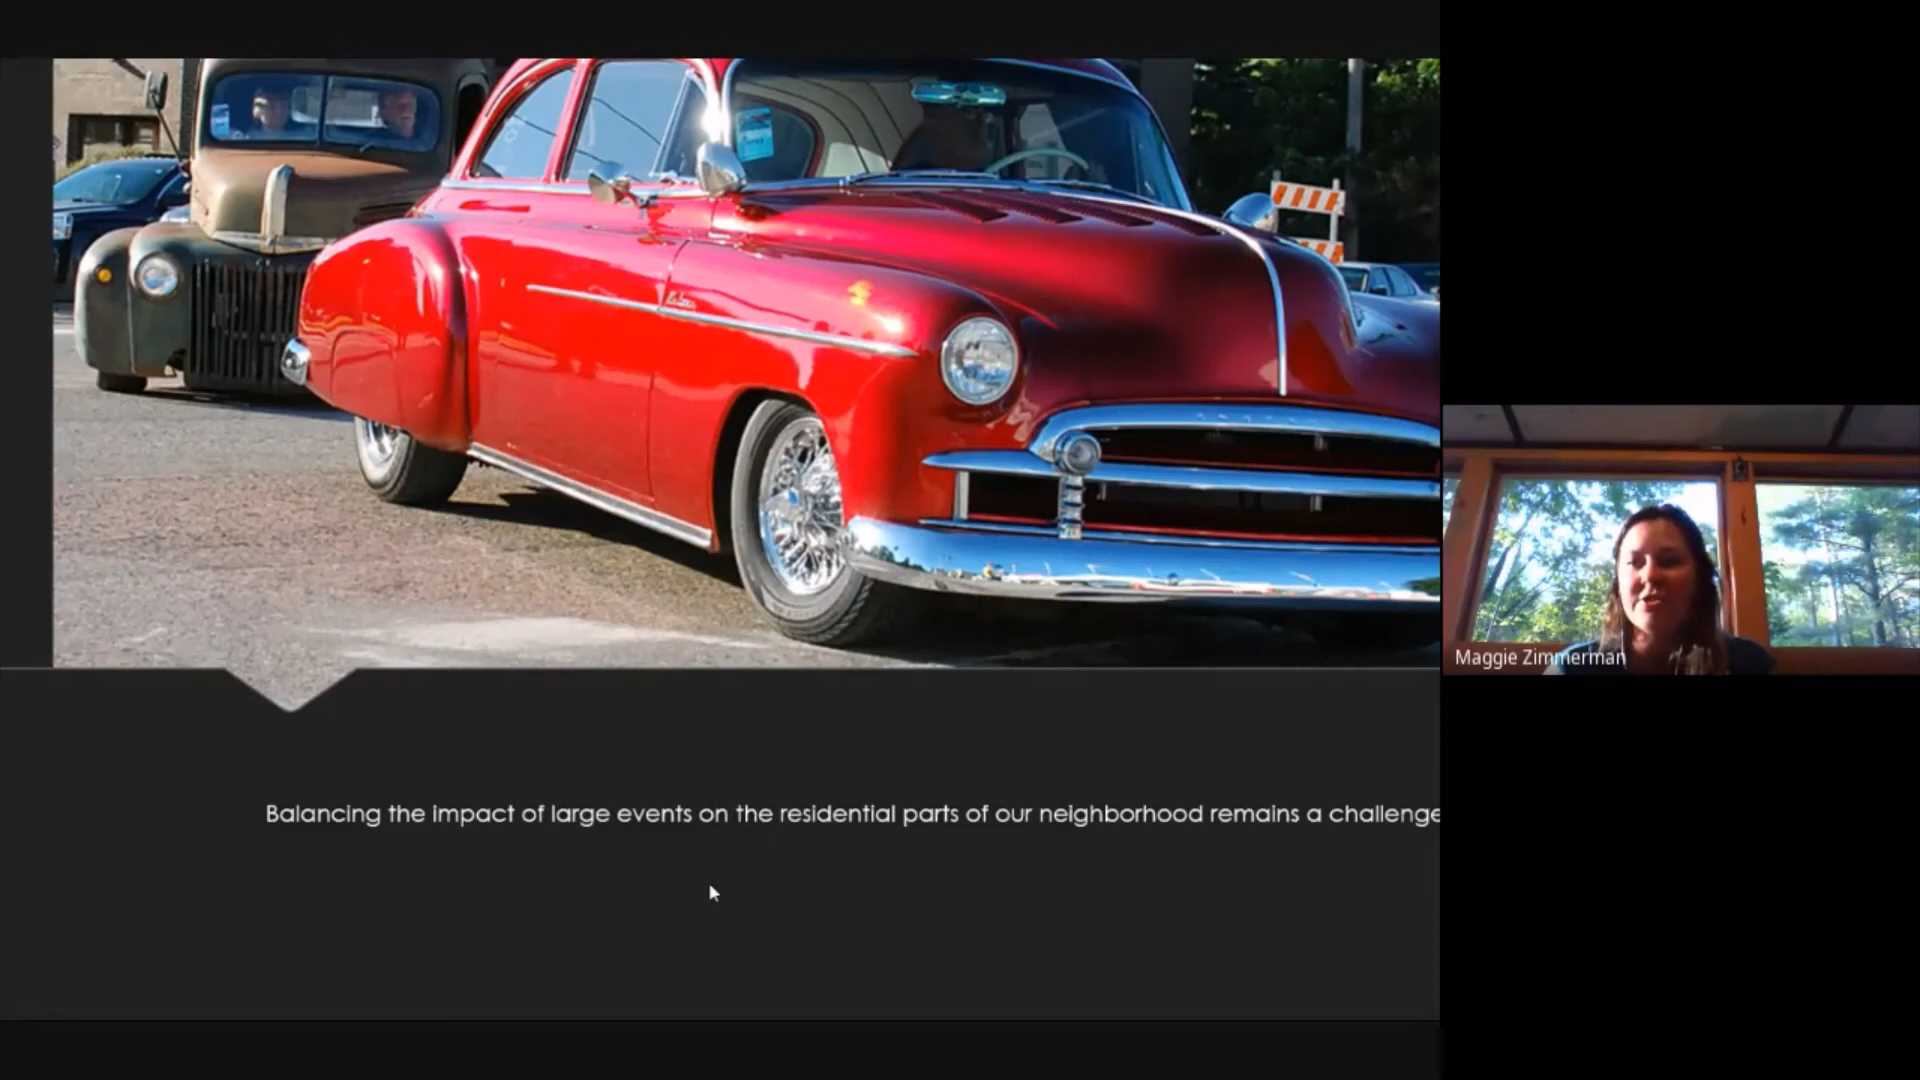 Balancing the impact of large events on the residential parts of our neighborhood remains a challenge
Maggie Zimmerman